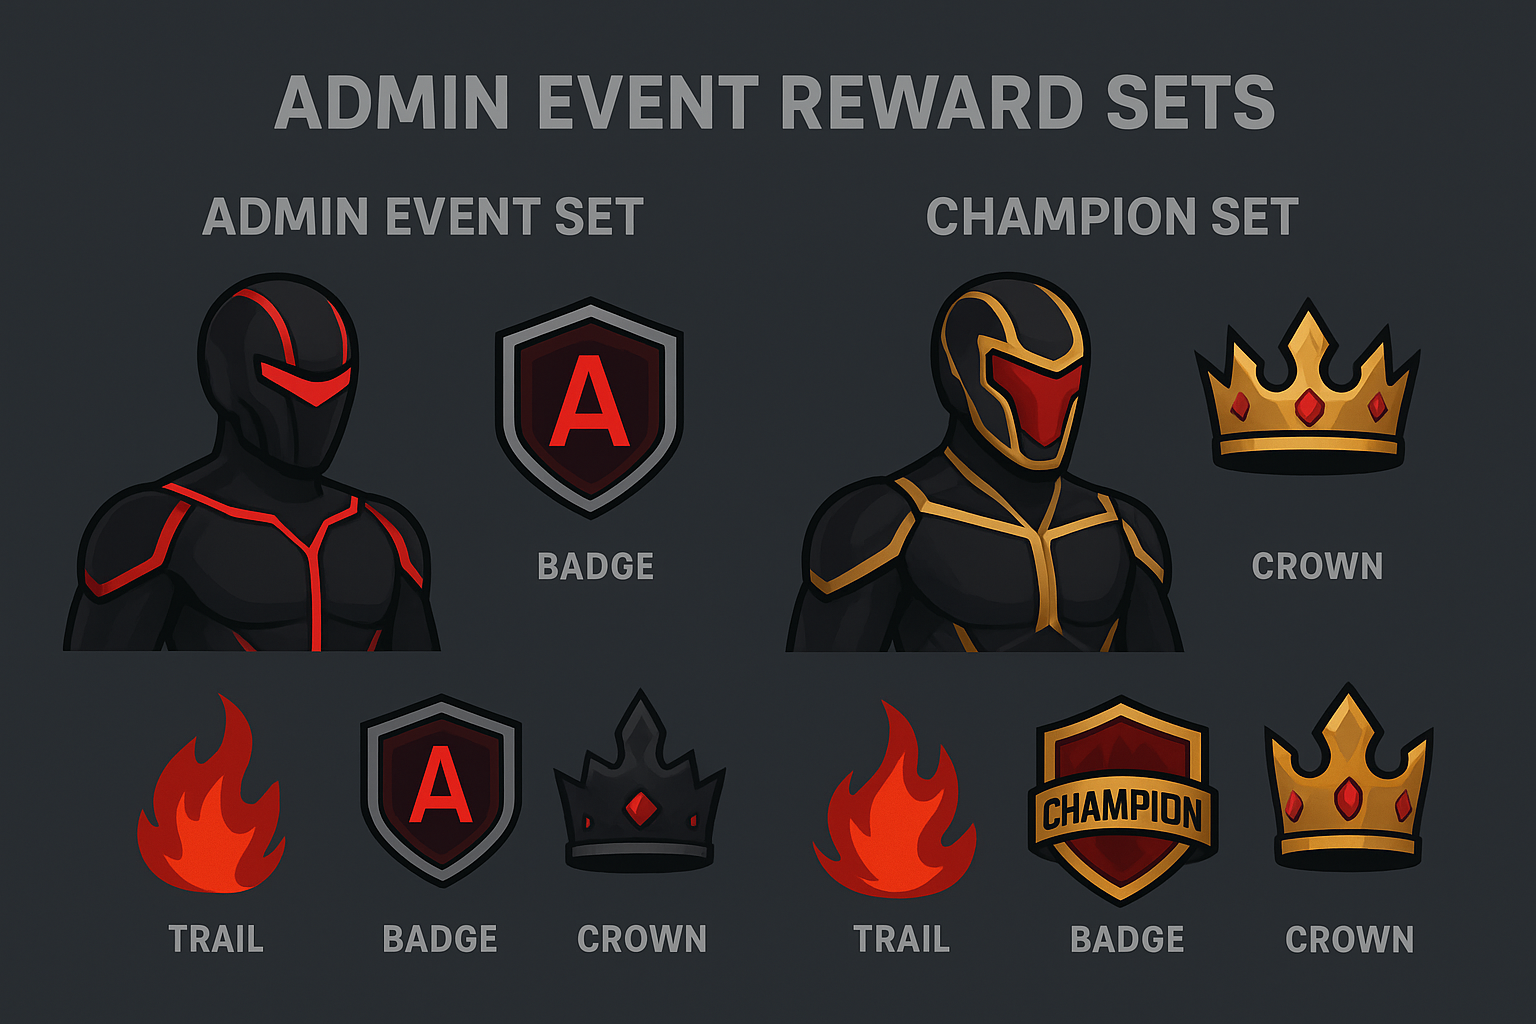 ADMIN EVENT REWARD SETS
ADMIN EVENT SET
CHAMPION SET
A
BADGE
CROWN
A
CHAMPION
TRAIL
BADGE
CROWN
TRAIL
BADGE
CROWN